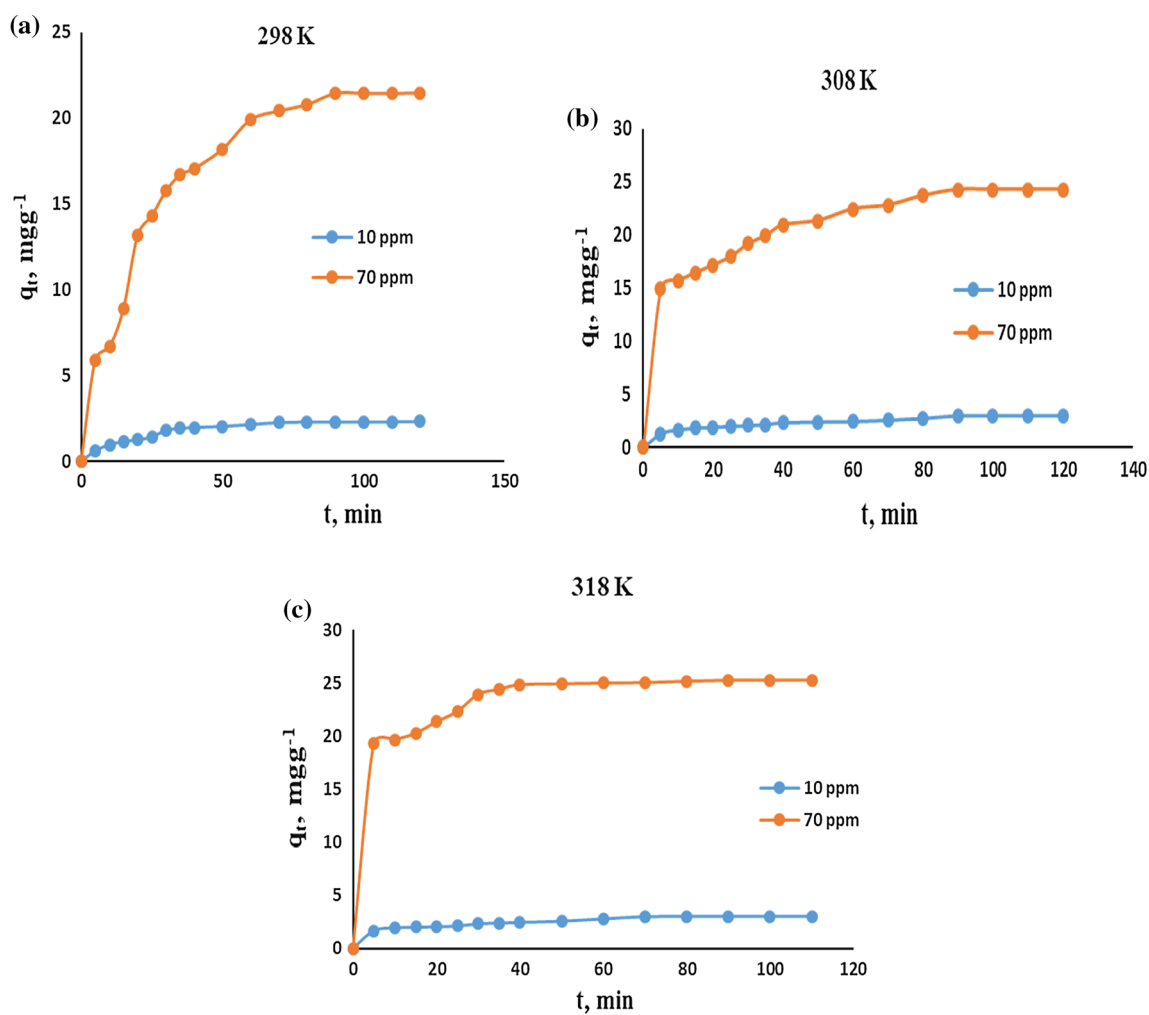 (a)
298 K
25
20
15
10
5
0
0 50 100 150
qt, mgg-1
t, min
10 ppm
70 ppm
(b)
308 K
30
25
20
15
10
5
0
0 20 40 60 80 100 120 140
qt, mgg-1
t, min
10 ppm
70 ppm
(c)
318 K
30
25
20
15
10
5
0
0 20 40 60 80 100 120
qt, mgg-1
t, min
10 ppm
70 ppm